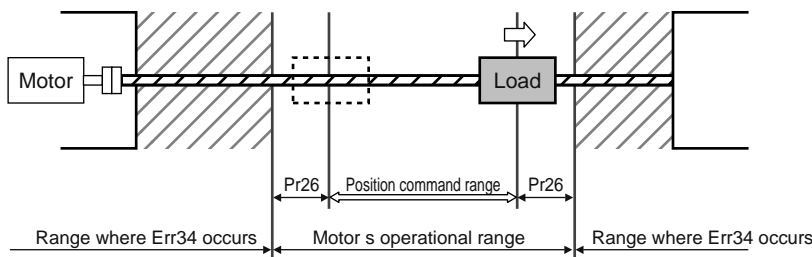 Motor
Load
Pr26 Position command range Pr26
Range where Err34 occurs Motor s operational range Range where Err34 occurs